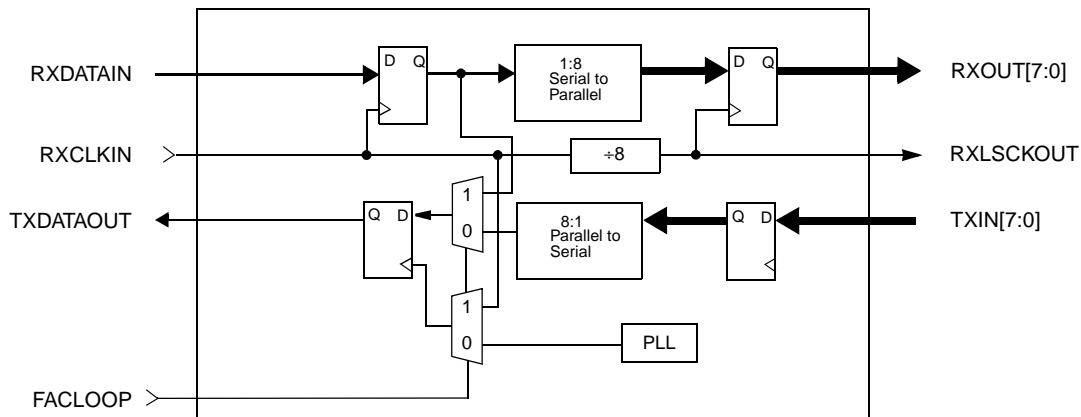 RXDATAIN
D Q
1:8
Serial to
Parallel
D Q
RXOUT[7:0]
RXCLKIN
÷8
RXLSCKOUT
TXDATAOUT
Q D
1
0
8:1
Parallel to
Serial
Q D
TXIN[7:0]
1
0
PLL
FACLOOP